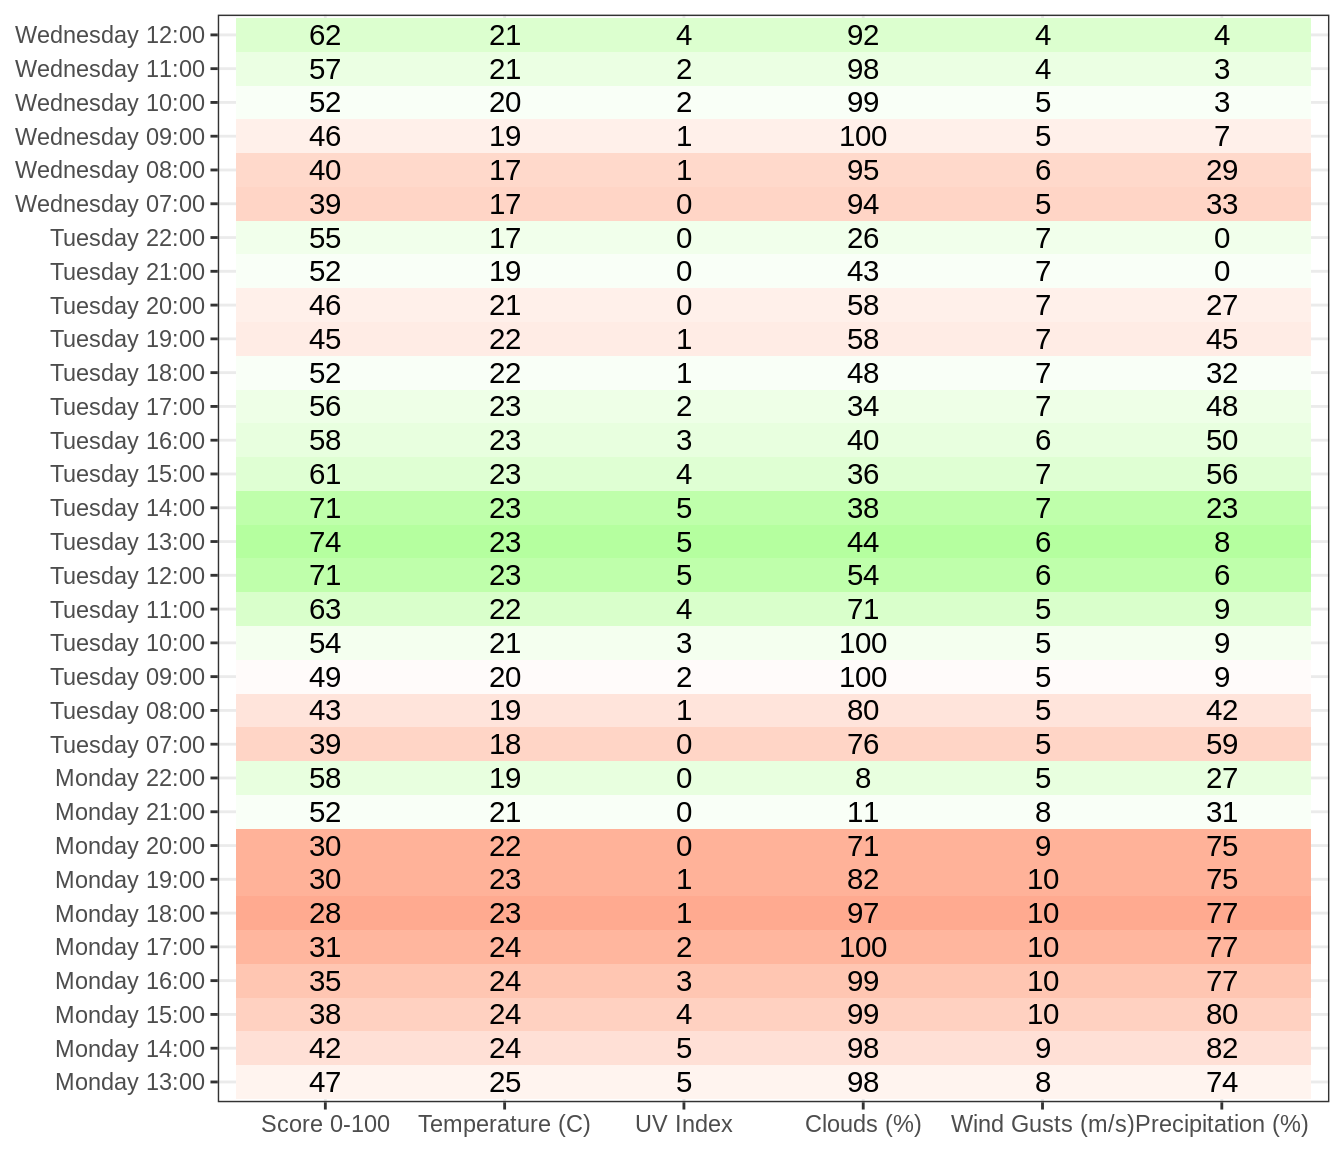 Wednesday 12:00 62 21 4 92 4 4
Wednesday 11:00 57 21 2 98 4 3
Wednesday 10:00 52 20 2 99 5 3
Wednesday 09:00 46 19 1 100 5 7
Wednesday 08:00 40 17 1 95 6 29
Wednesday 07:00 39 17 0 94 5 33
Tuesday 22:00 55 17 0 26 7 0
Tuesday 21:00 52 19 0 43 7 0
Tuesday 20:00 46 21 0 58 7 27
Tuesday 19:00 45 22 1 58 7 45
Tuesday 18:00 52 22 1 48 7 32
Tuesday 17:00 56 23 2 34 7 48
Tuesday 16:00 58 23 3 40 6 50
Tuesday 15:00 61 23 4 36 7 56
Tuesday 14:00 71 23 5 38 7 23
Tuesday 13:00 74 23 5 44 6 8
Tuesday 12:00 71 23 5 54 6 6
Tuesday 11:00 63 22 4 71 5 9
Tuesday 10:00 54 21 3 100 5 9
Tuesday 09:00 49 20 2 100 5 9
Tuesday 08:00 43 19 1 80 5 42
Tuesday 07:00 39 18 0 76 5 59
Monday 22:00 58 19 0 8 5 27
Monday 21:00 52 21 0 11 8 31
Monday 20:00 30 22 0 71 9 75
Monday 19:00 30 23 1 82 10 75
Monday 18:00 28 23 1 97 10 77
Monday 17:00 31 24 2 100 10 77
Monday 16:00 35 24 3 99 10 77
Monday 15:00 38 24 4 99 10 80
Monday 14:00 42 24 5 98 9 82
Monday 13:00 47 25 5 98 8 74
Score 0-100 Temperature (C) UV Index Clouds (%) Wind Gusts (m/s) Precipitation (%)